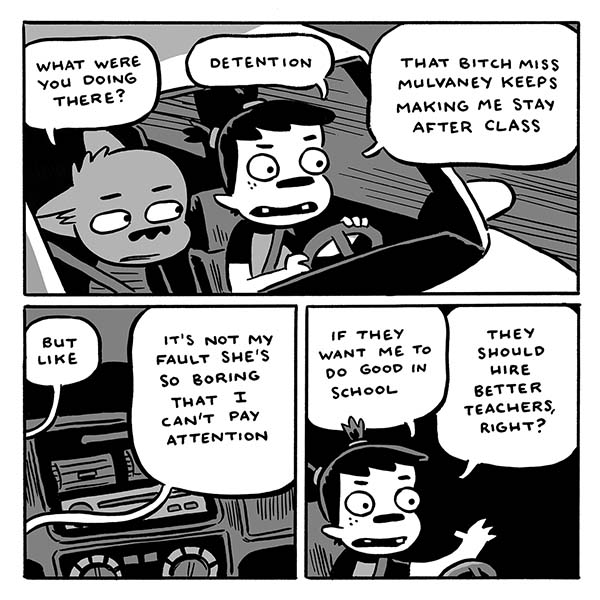 WHAT WERE
YOU DOING
THERE?
DETENTION
THAT BITCH MISS
MULVANEY KEEPS
MAKING ME STAY
AFTER CLASS
BUT
LIKE
IT'S NOT MY
FAULT SHE'S
SO BORING
THAT I
CAN'T PAY
ATTENTION
IF THEY
WANT ME TO
DO GOOD IN
SCHOOL
THEY
SHOULD
HIRE
BETTER
TEACHERS,
RIGHT?